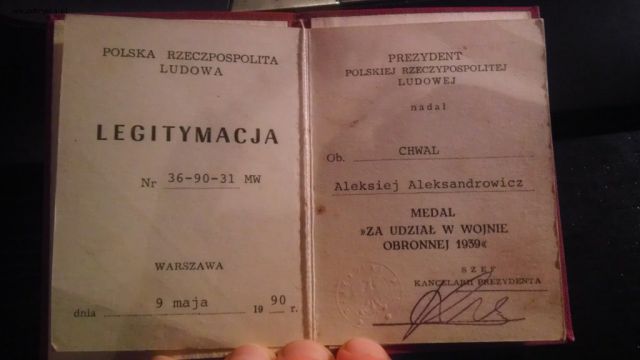 POLSKA RZECZPOSPOLITA
LUDOWA
LEGITYMACJA
Nr 36-90-31 MW
WARSZAWA
dnia 9 maja 1990 r.
PREZYDENT
POLSKIEJ RZECZYPOSPOLITEJ
LUDOWEJ
nadał
Ob. CHWAL
Aleksiej Aleksandrowicz
MEDAL
»ZA UDZIAŁ W WOJNIE
OBRONNEJ 1939«
SZEF
KANCELARII PREZYDENTA